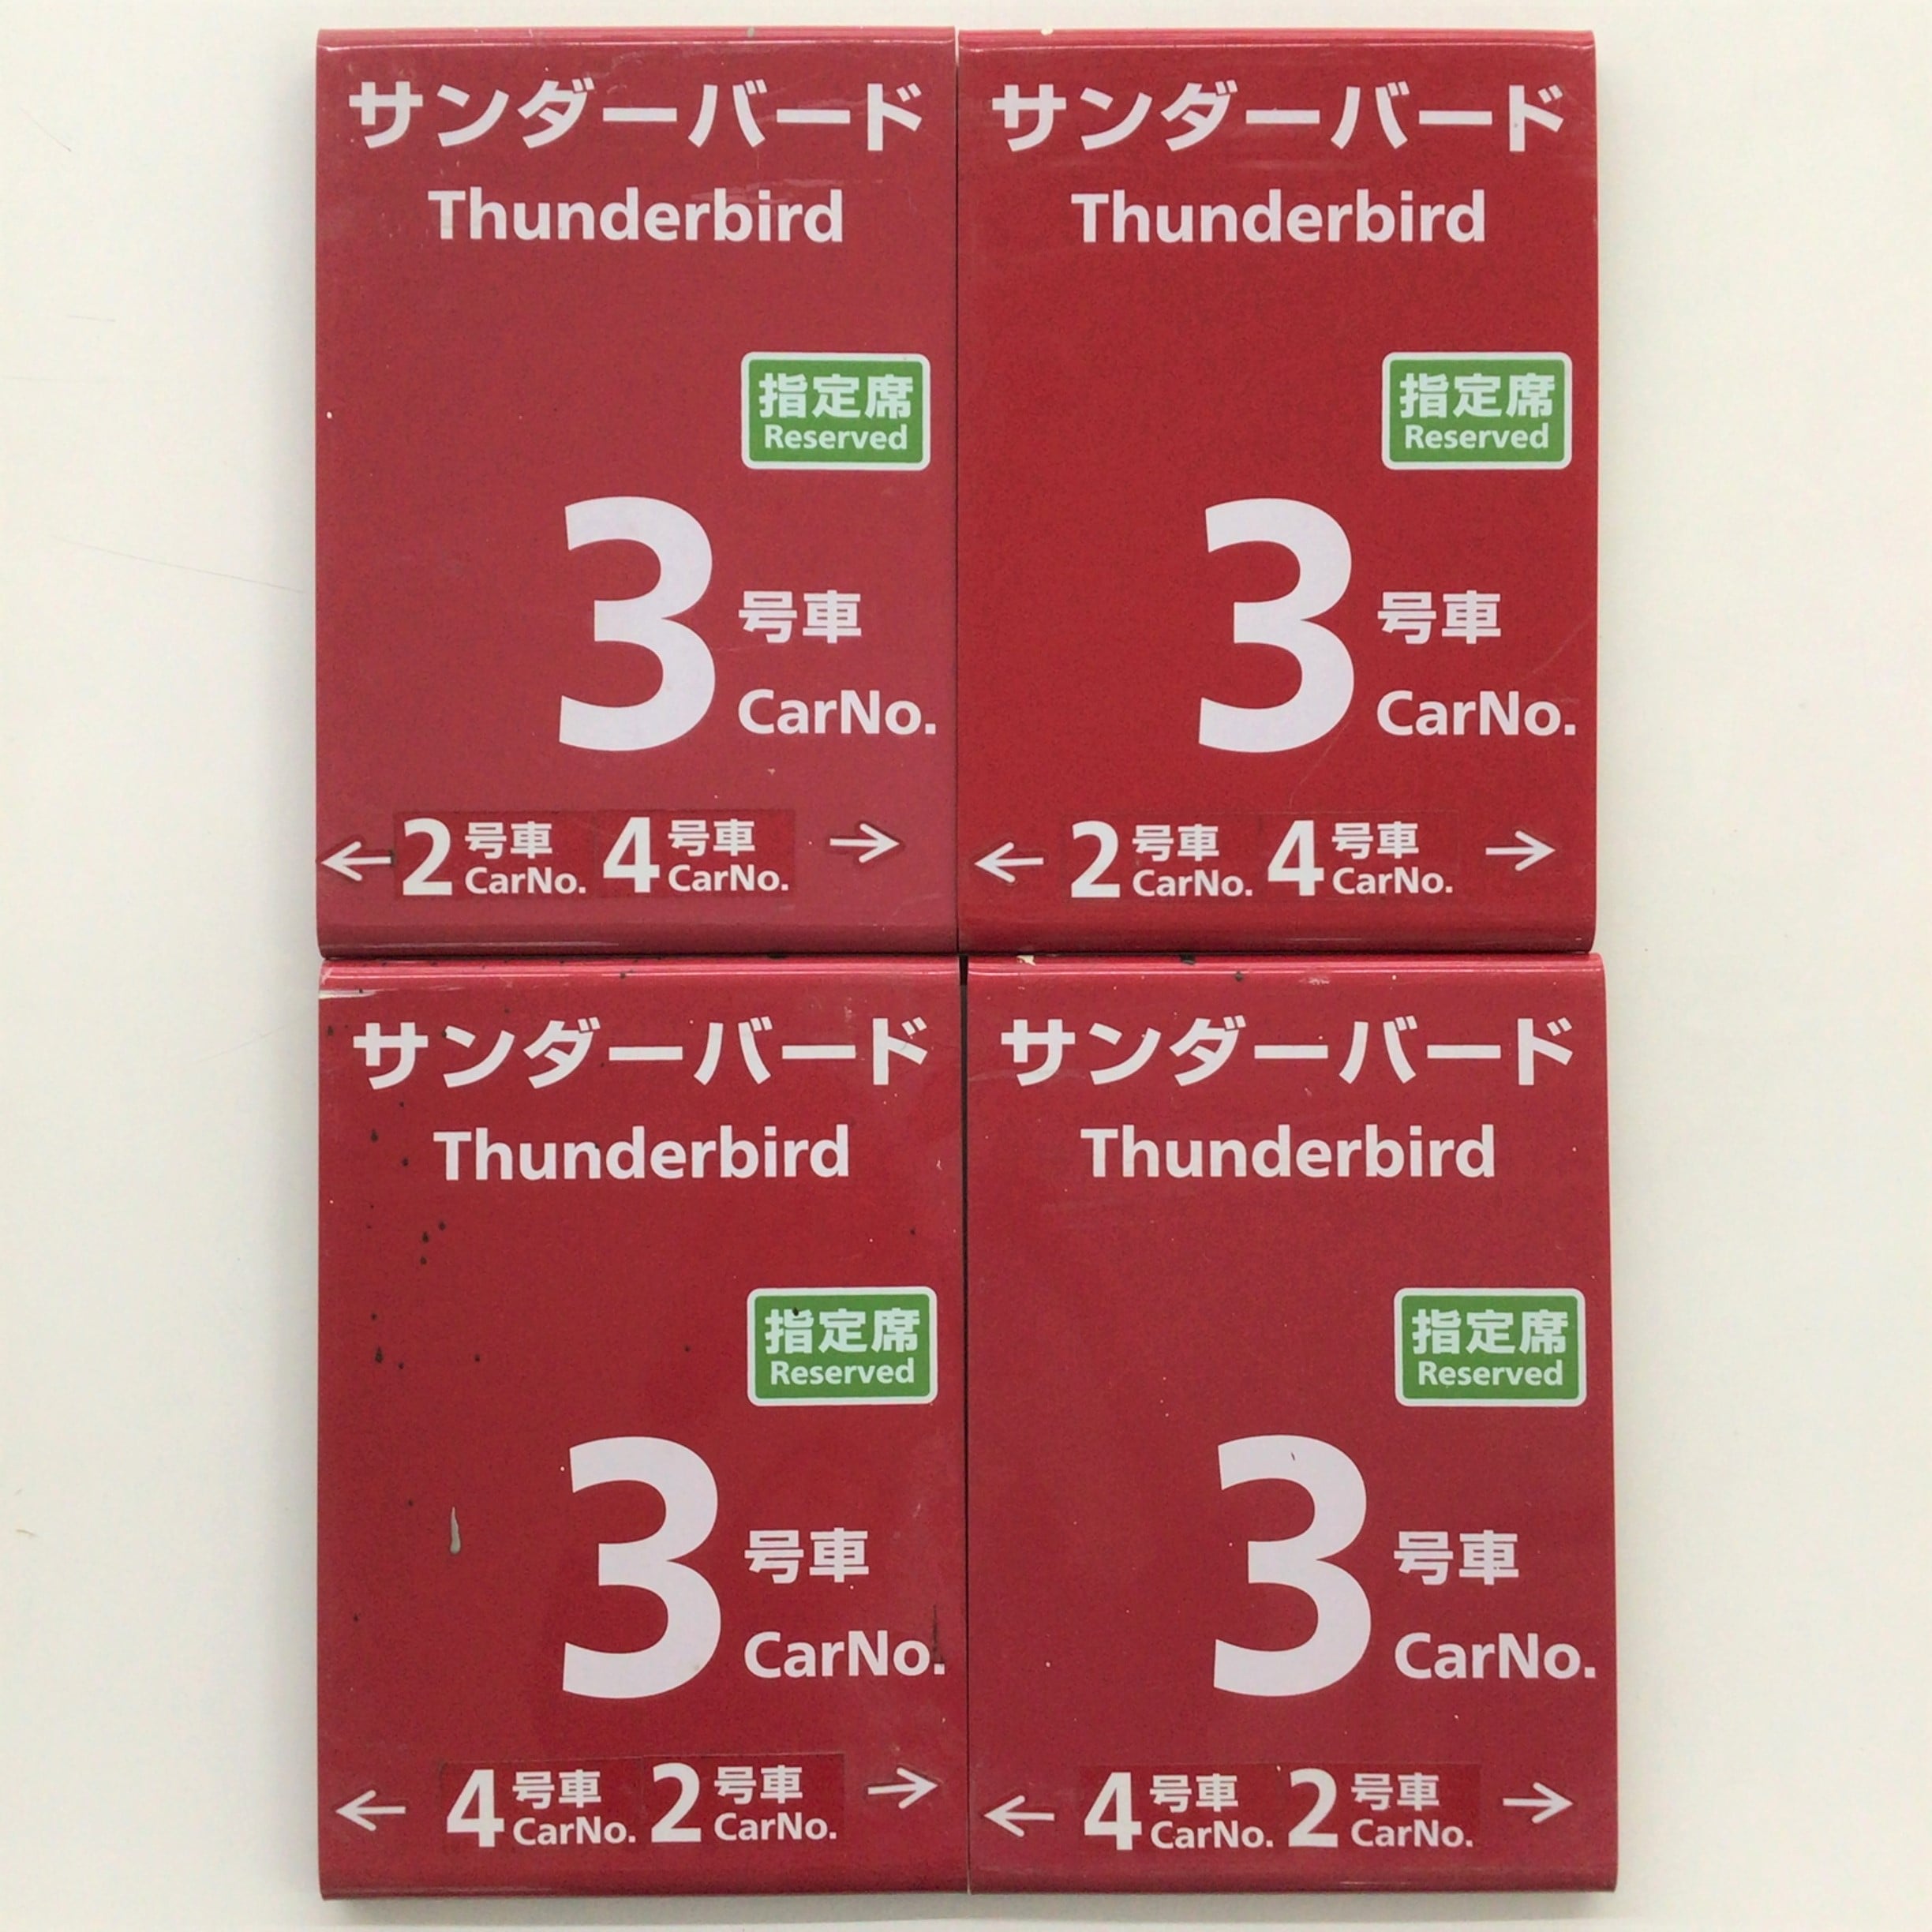 サンダーバード
Thunderbird
指定席
Reserved
3 号車
CarNo.
← 2 号車 CarNo. 4 号車 CarNo. →
サンダーバード
Thunderbird
指定席
Reserved
3 号車
CarNo.
← 2 号車 CarNo. 4 号車 CarNo. →
サンダーバード
Thunderbird
指定席
Reserved
3 号車
CarNo.
← 4 号車 CarNo. 2 号車 CarNo. →
サンダーバード
Thunderbird
指定席
Reserved
3 号車
CarNo.
← 4 号車 CarNo. 2 号車 CarNo. →